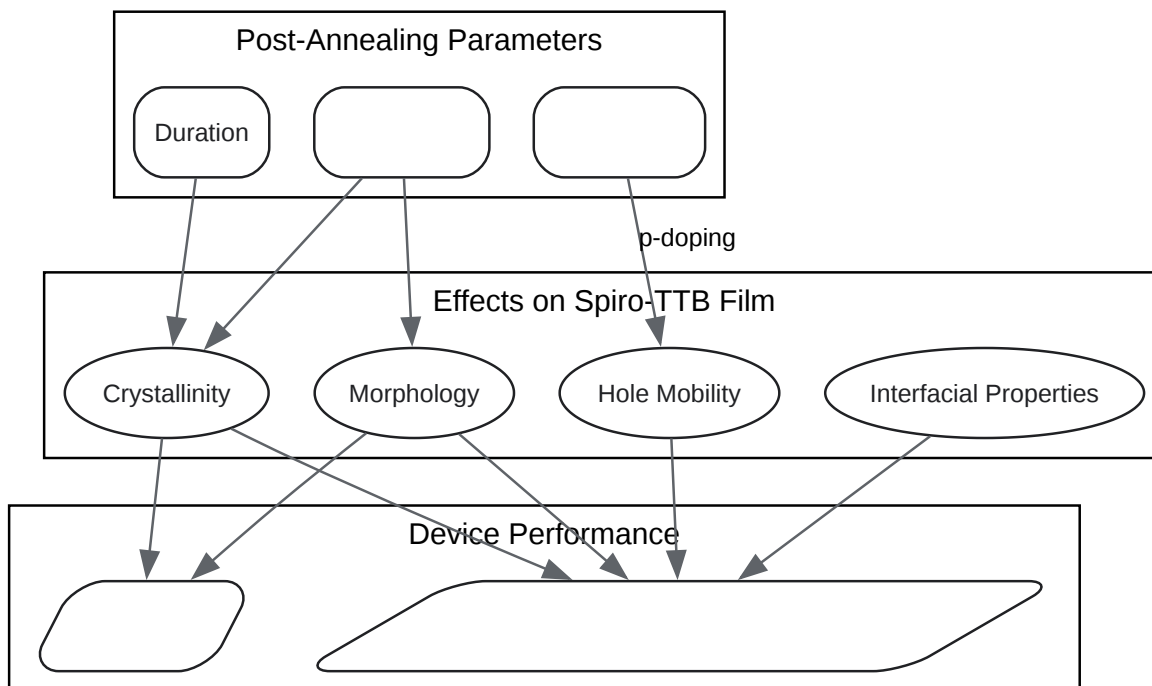 Post-Annealing Parameters
Duration
p-doping
Effects on Spiro-TTB Film
Crystallinity
Morphology
Hole Mobility
Interfacial Properties
Device Performance